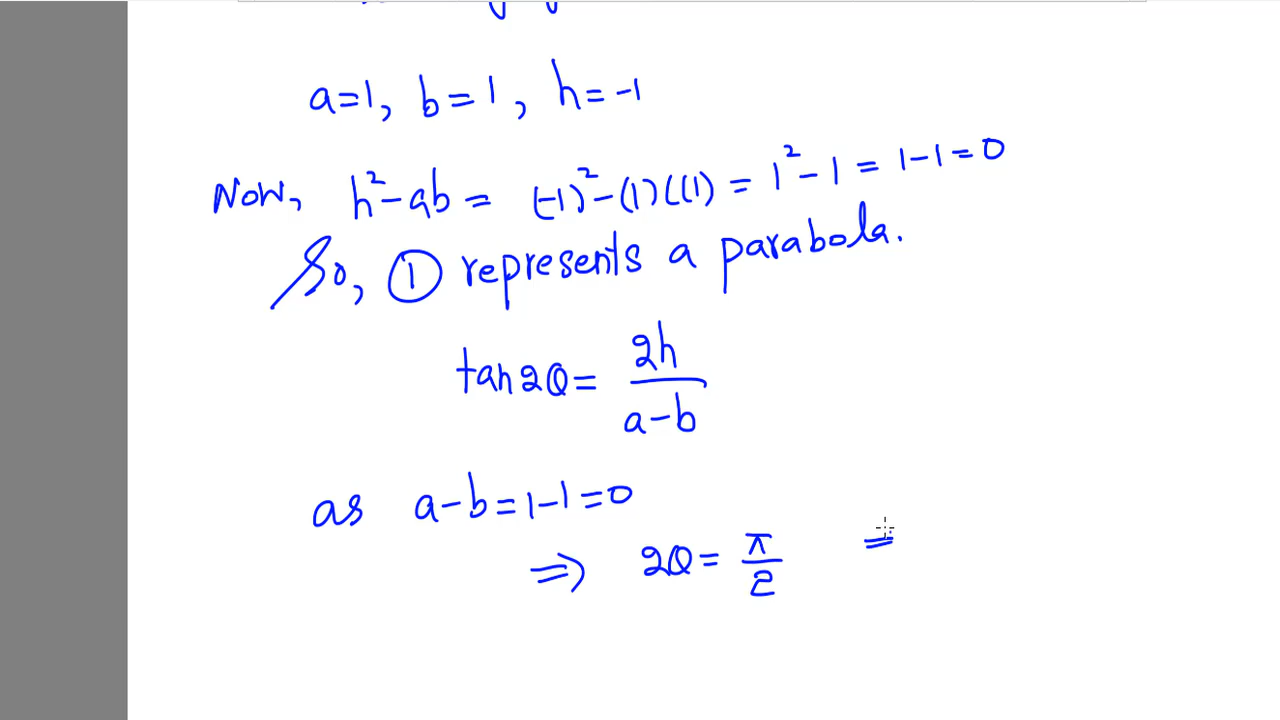 a=1, b=1, h=-1
Now, h²-ab= (-1)²-(1)(1) = 1²-1 = 1-1=0
So, ① represents a parabola.
tan2θ= 2h/a-b
as a-b=1-1=0
⇒ 2θ= π/2 =